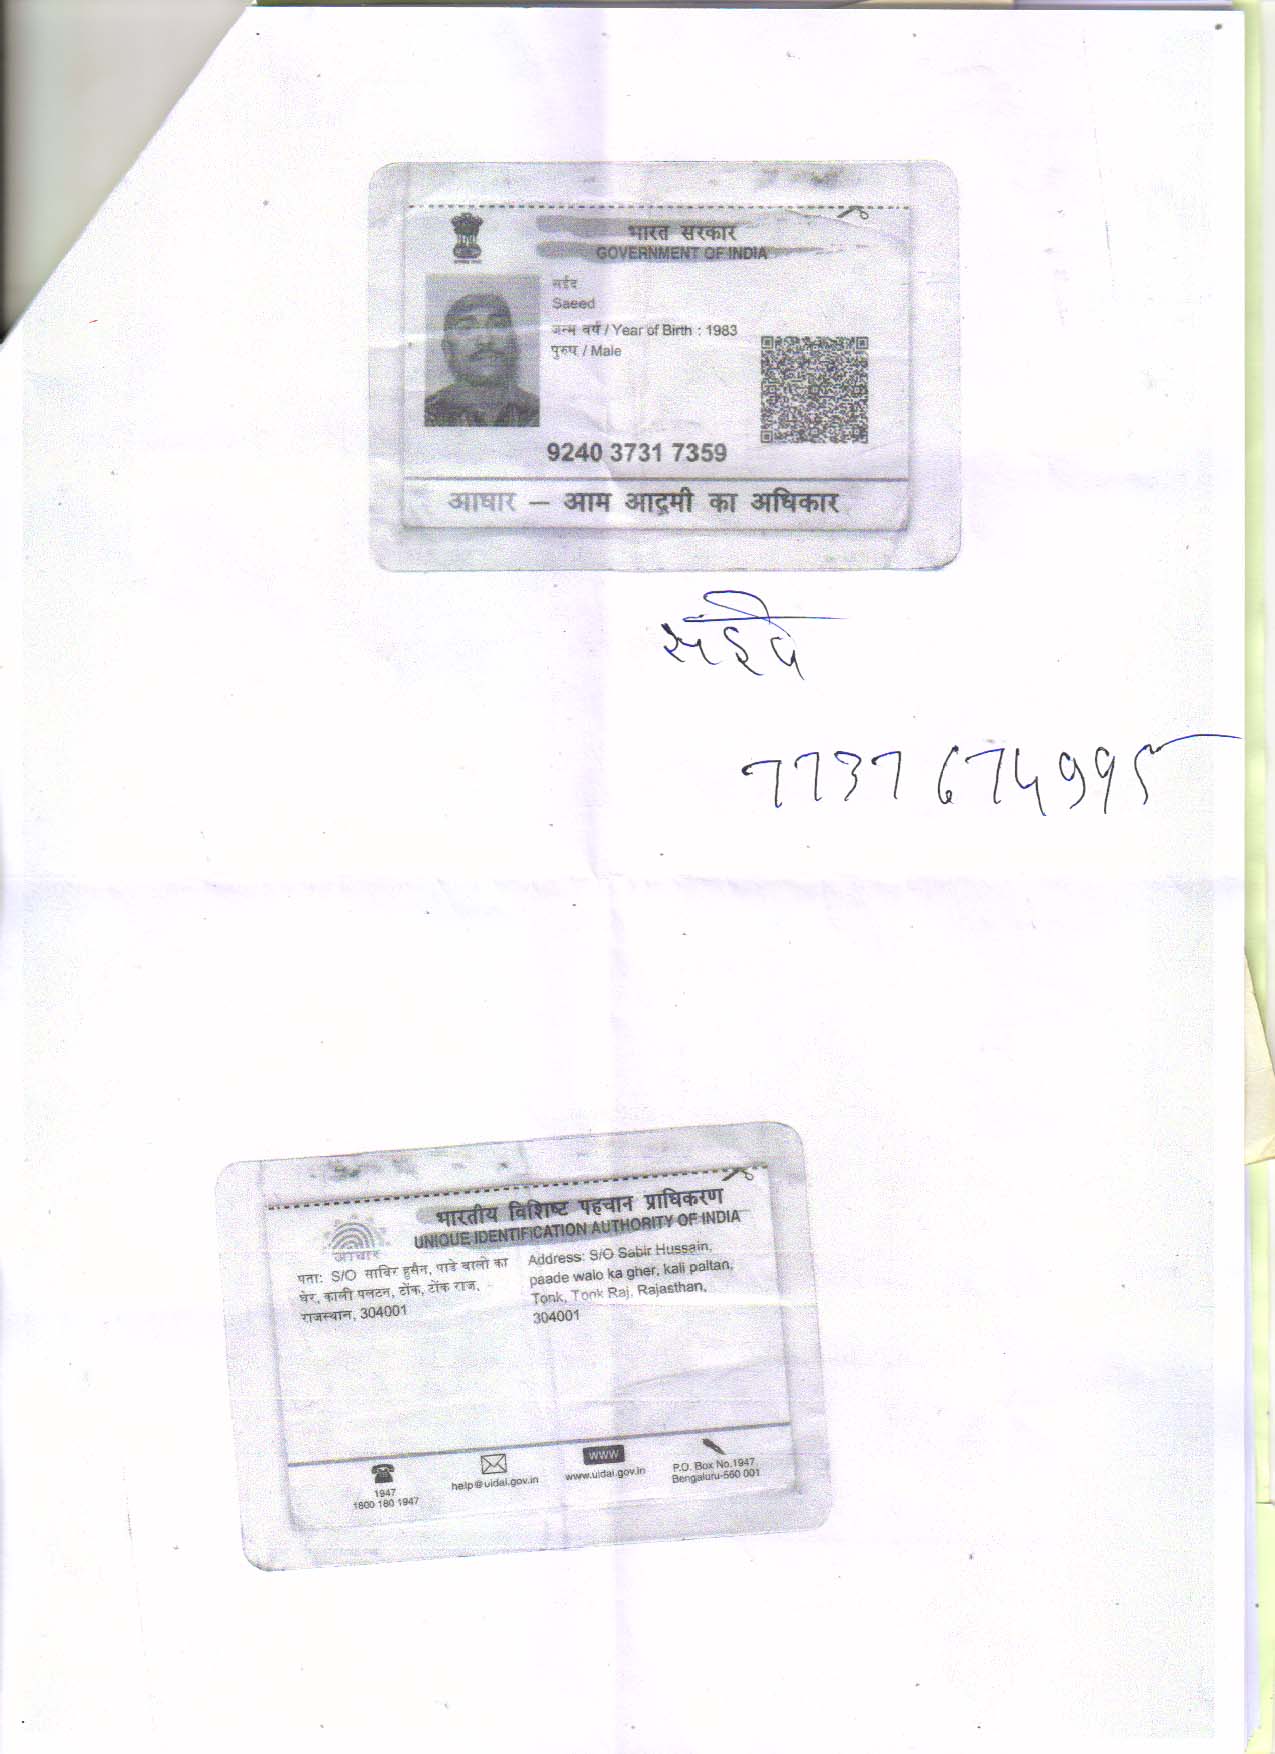 भारत सरकार
GOVERNMENT OF INDIA
सईद
Saeed
जन्म वर्ष / Year of Birth : 1983
पुरुष / Male
9240 3731 7359
आधार – आम आदमी का अधिकार
सईद
7737674995
भारतीय विशिष्ट पहचान प्राधिकरण
UNIQUE IDENTIFICATION AUTHORITY OF INDIA
आधार
पता: S/O साबिर हुसैन, पाडे वालो का
घेर, काली पलटन, टोंक, टोंक राज,
राजस्थान, 304001
Address: S/O Sabir Hussain,
paade walo ka gher, kali paltan,
Tonk, Tonk Raj, Rajasthan,
304001
1947
1800 180 1947
help@uidai.gov.in
www
www.uidai.gov.in
P.O. Box No.1947,
Bengaluru-560 001